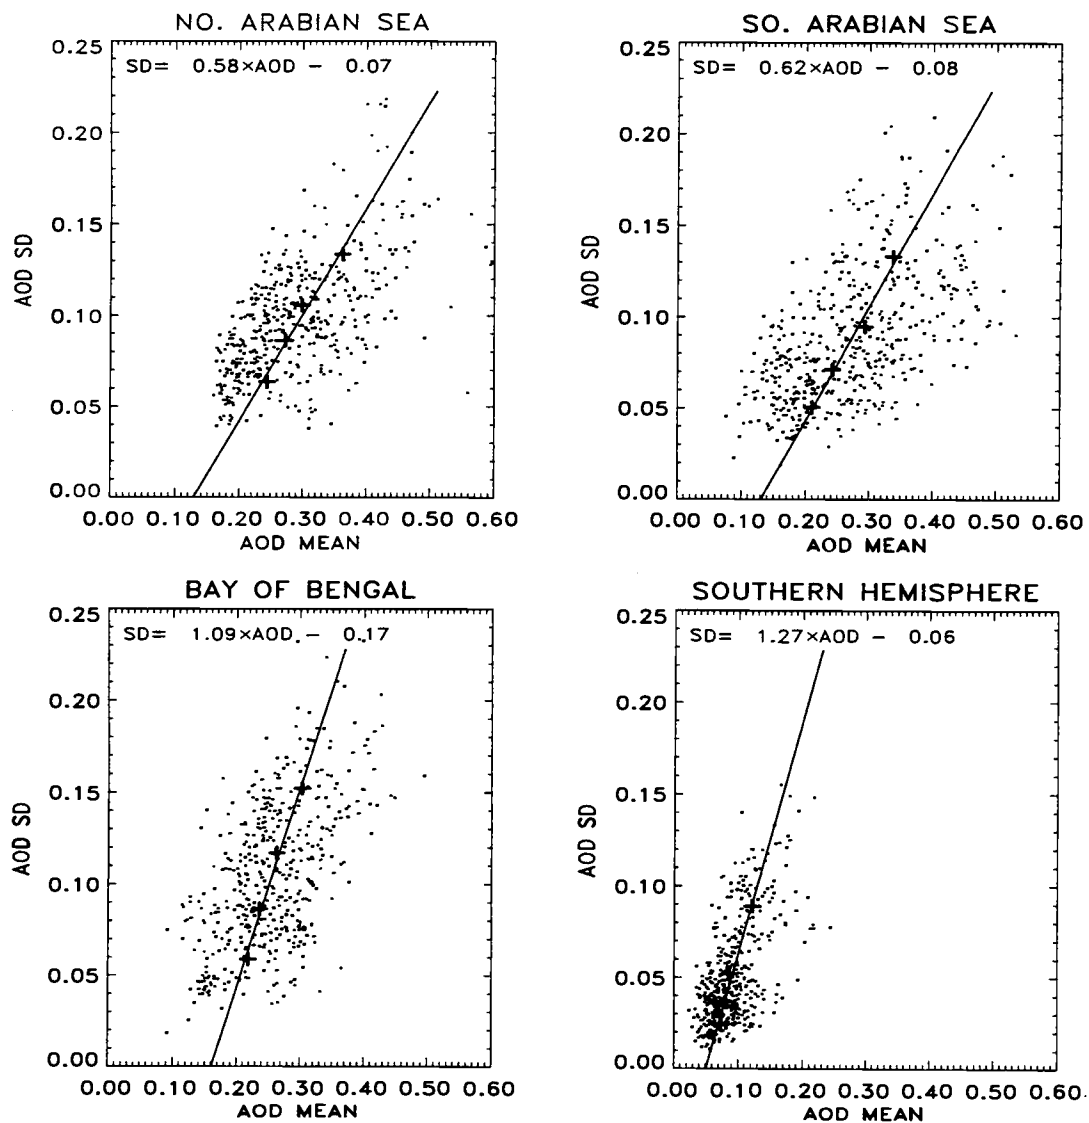 NO. ARABIAN SEA
SD= 0.58×AOD - 0.07
0.25
0.20
0.15
0.10
0.05
0.00
AOD SD
0.00 0.10 0.20 0.30 0.40 0.50 0.60
AOD MEAN
SO. ARABIAN SEA
SD= 0.62×AOD - 0.08
0.25
0.20
0.15
0.10
0.05
0.00
AOD SD
0.00 0.10 0.20 0.30 0.40 0.50 0.60
AOD MEAN
BAY OF BENGAL
SD= 1.09×AOD - 0.17
0.25
0.20
0.15
0.10
0.05
0.00
AOD SD
0.00 0.10 0.20 0.30 0.40 0.50 0.60
AOD MEAN
SOUTHERN HEMISPHERE
SD= 1.27×AOD - 0.06
0.25
0.20
0.15
0.10
0.05
0.00
AOD SD
0.00 0.10 0.20 0.30 0.40 0.50 0.60
AOD MEAN